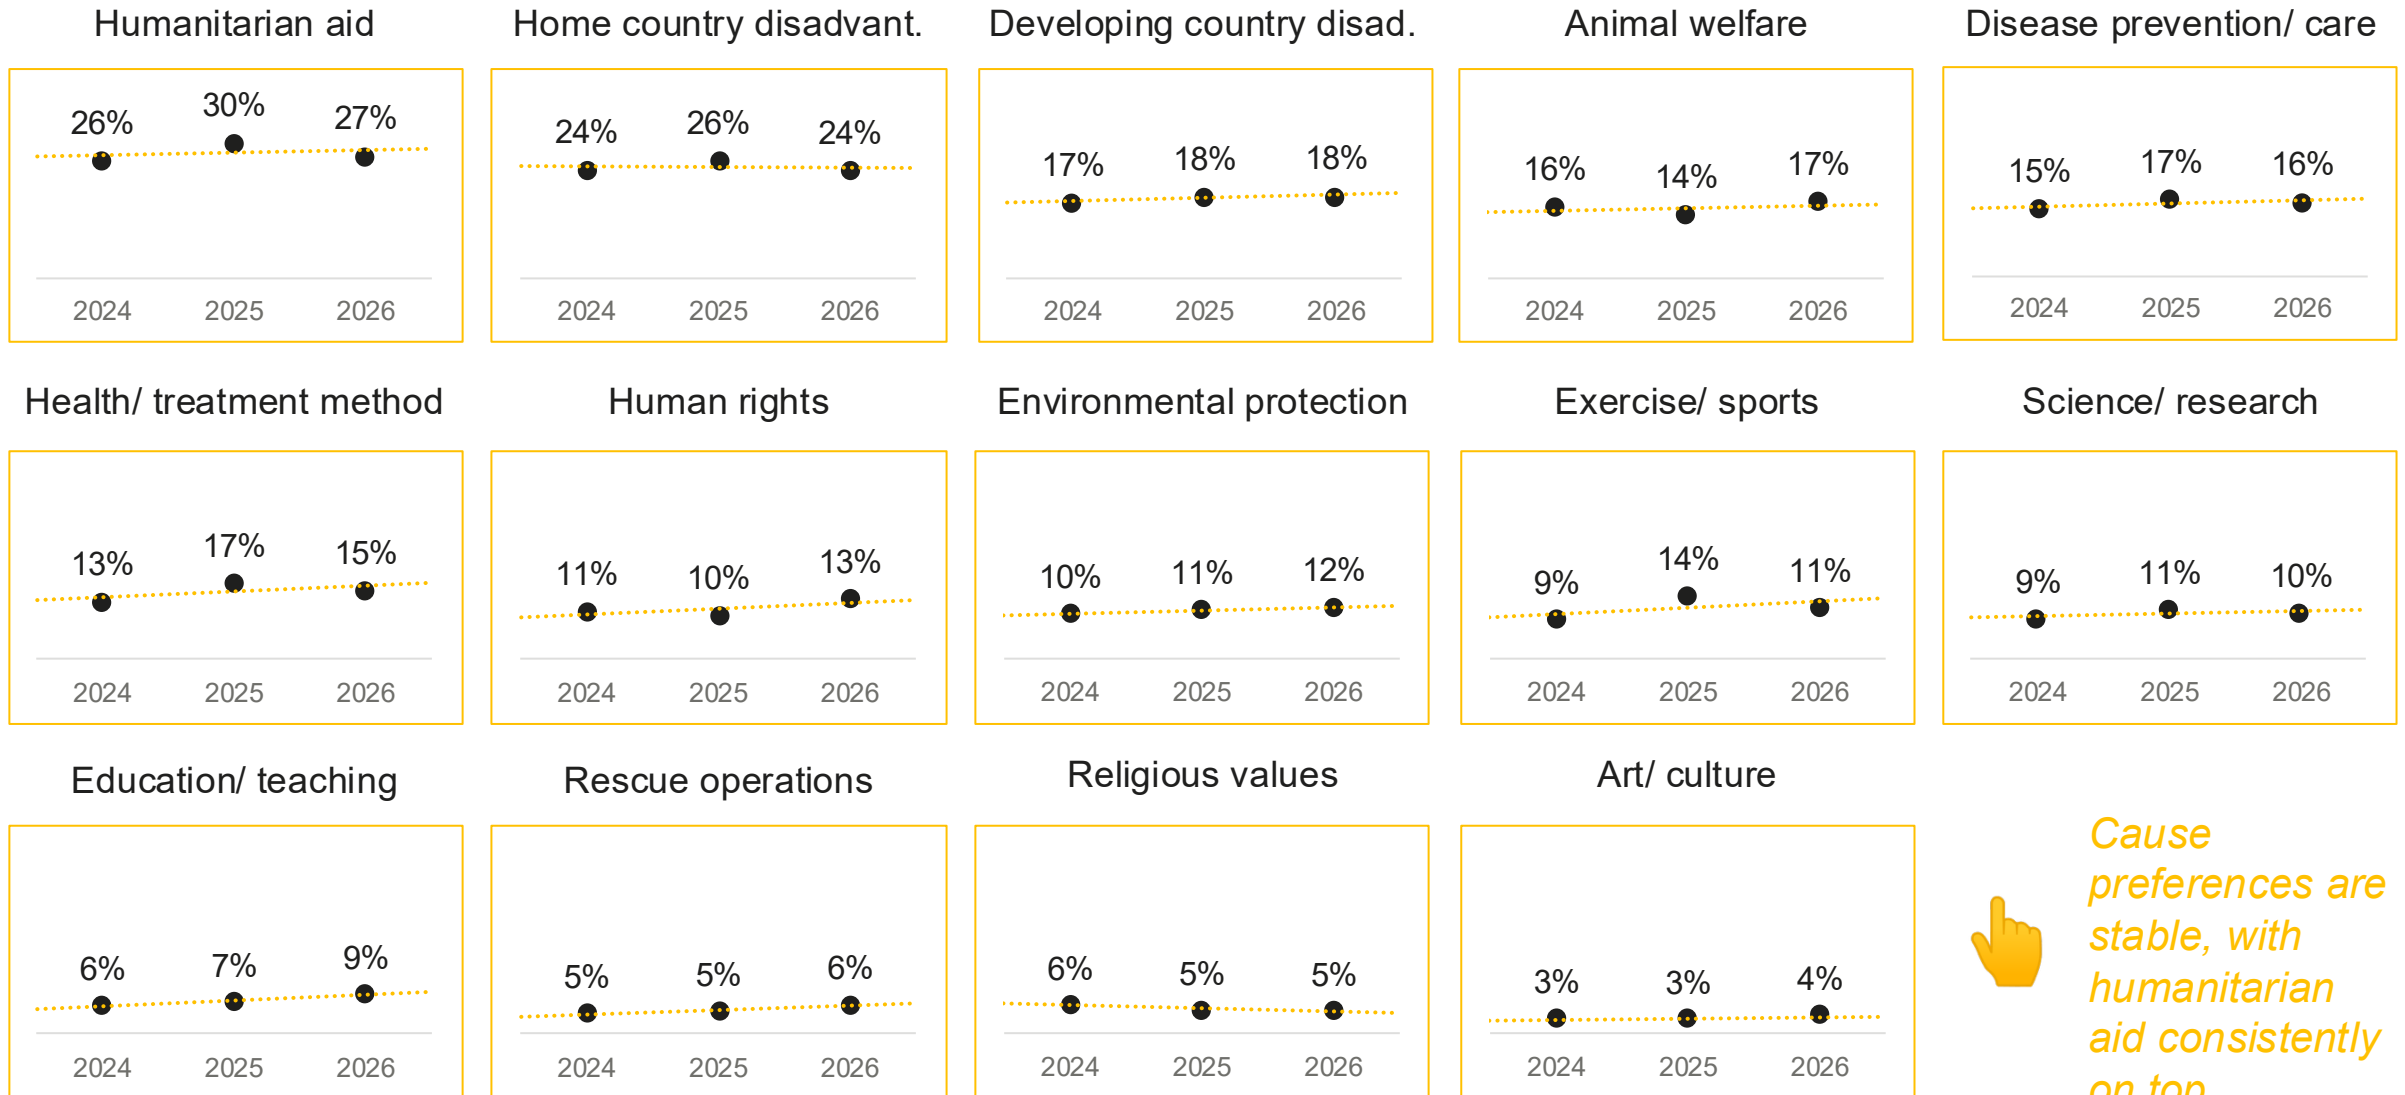 Humanitarian aid
26% 30% 27%
2024 2025 2026
Home country disadvant.
24% 26% 24%
2024 2025 2026
Developing country disad.
17% 18% 18%
2024 2025 2026
Animal welfare
16% 14% 17%
2024 2025 2026
Disease prevention/ care
15% 17% 16%
2024 2025 2026
Health/ treatment method
13% 17% 15%
2024 2025 2026
Human rights
11% 10% 13%
2024 2025 2026
Environmental protection
10% 11% 12%
2024 2025 2026
Exercise/ sports
9% 14% 11%
2024 2025 2026
Science/ research
9% 11% 10%
2024 2025 2026
Education/ teaching
6% 7% 9%
2024 2025 2026
Rescue operations
5% 5% 6%
2024 2025 2026
Religious values
6% 5% 5%
2024 2025 2026
Art/ culture
3% 3% 4%
2024 2025 2026
Cause
preferences are
stable, with
humanitarian
aid consistently
on top